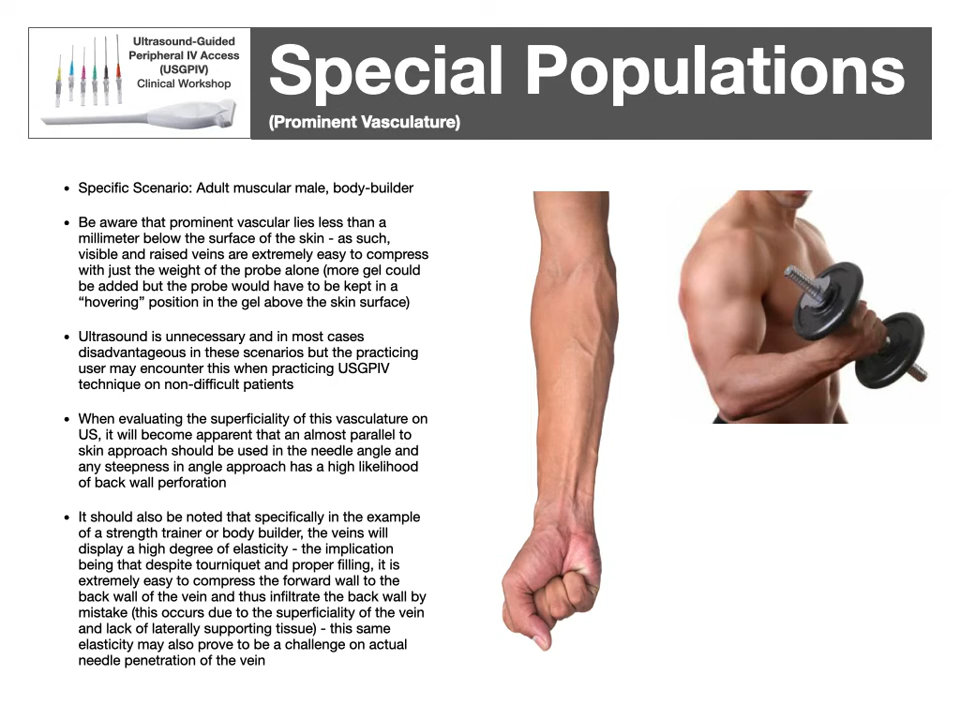 Ultrasound-Guided
Peripheral IV Access
(USGPIV)
Clinical Workshop
Special Populations
(Prominent Vasculature)
• Specific Scenario: Adult muscular male, body-builder
• Be aware that prominent vascular lies less than a
millimeter below the surface of the skin - as such,
visible and raised veins are extremely easy to compress
with just the weight of the probe alone (more gel could
be added but the probe would have to be kept in a
“hovering” position in the gel above the skin surface)
• Ultrasound is unnecessary and in most cases
disadvantageous in these scenarios but the practicing
user may encounter this when practicing USGPIV
technique on non-difficult patients
• When evaluating the superficiality of this vasculature on
US, it will become apparent that an almost parallel to
skin approach should be used in the needle angle and
any steepness in angle approach has a high likelihood
of back wall perforation
• It should also be noted that specifically in the example
of a strength trainer or body builder, the veins will
display a high degree of elasticity - the implication
being that despite tourniquet and proper filling, it is
extremely easy to compress the forward wall to the
back wall of the vein and thus infiltrate the back wall by
mistake (this occurs due to the superficiality of the vein
and lack of laterally supporting tissue) - this same
elasticity may also prove to be a challenge on actual
needle penetration of the vein